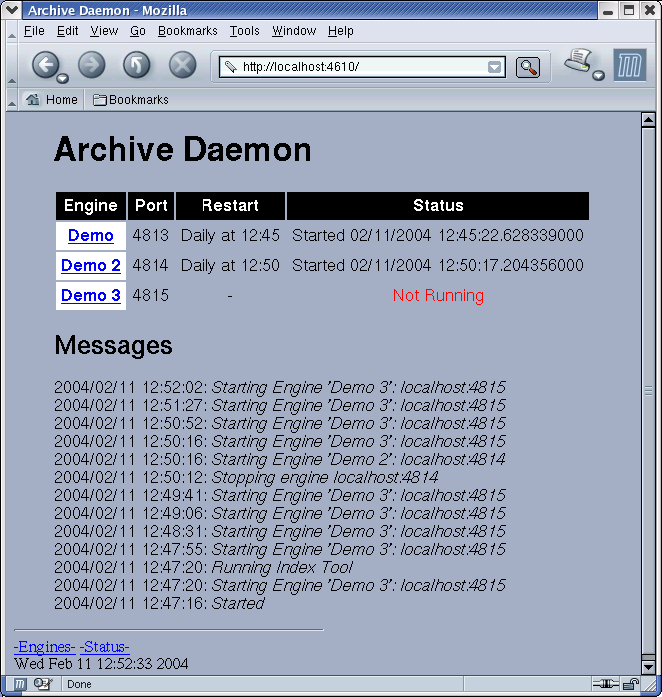 Archive Daemon - Mozilla
File Edit View Go Bookmarks Tools Window Help
http://localhost:4610/
Home Bookmarks
Archive Daemon
Engine Port Restart Status
Demo 4813 Daily at 12:45 Started 02/11/2004 12:45:22.628339000
Demo 2 4814 Daily at 12:50 Started 02/11/2004 12:50:17.204356000
Demo 3 4815 - Not Running
Messages
2004/02/11 12:52:02: Starting Engine 'Demo 3': localhost:4815
2004/02/11 12:51:27: Starting Engine 'Demo 3': localhost:4815
2004/02/11 12:50:52: Starting Engine 'Demo 3': localhost:4815
2004/02/11 12:50:16: Starting Engine 'Demo 3': localhost:4815
2004/02/11 12:50:16: Starting Engine 'Demo 2': localhost:4814
2004/02/11 12:50:12: Stopping engine localhost:4814
2004/02/11 12:49:41: Starting Engine 'Demo 3': localhost:4815
2004/02/11 12:49:06: Starting Engine 'Demo 3': localhost:4815
2004/02/11 12:48:31: Starting Engine 'Demo 3': localhost:4815
2004/02/11 12:47:55: Starting Engine 'Demo 3': localhost:4815
2004/02/11 12:47:20: Running Index Tool
2004/02/11 12:47:20: Starting Engine 'Demo 3': localhost:4815
2004/02/11 12:47:16: Started
-Engines- -Status-
Wed Feb 11 12:52:33 2004
Done